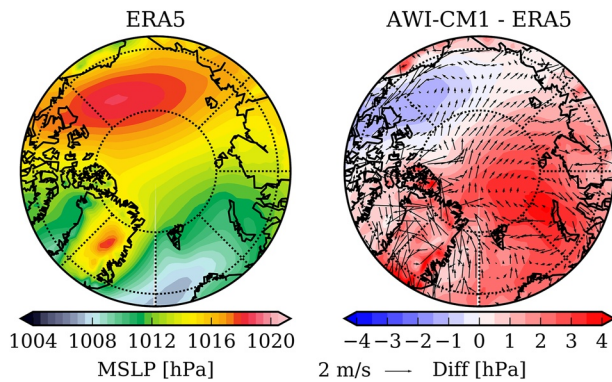 ERA5
AWI-CM1 - ERA5
1004 1008 1012 1016 1020
MSLP [hPa]
−4 −3 −2 −1 0 1 2 3 4
2 m/s → Diff [hPa]